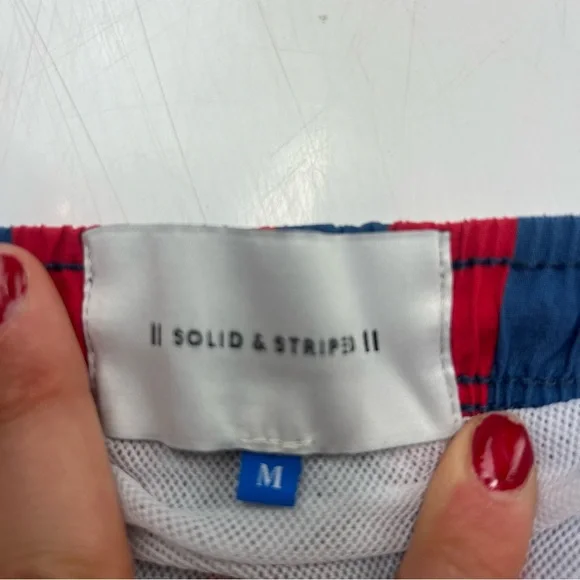 || SOLID & STRIPED ||
M